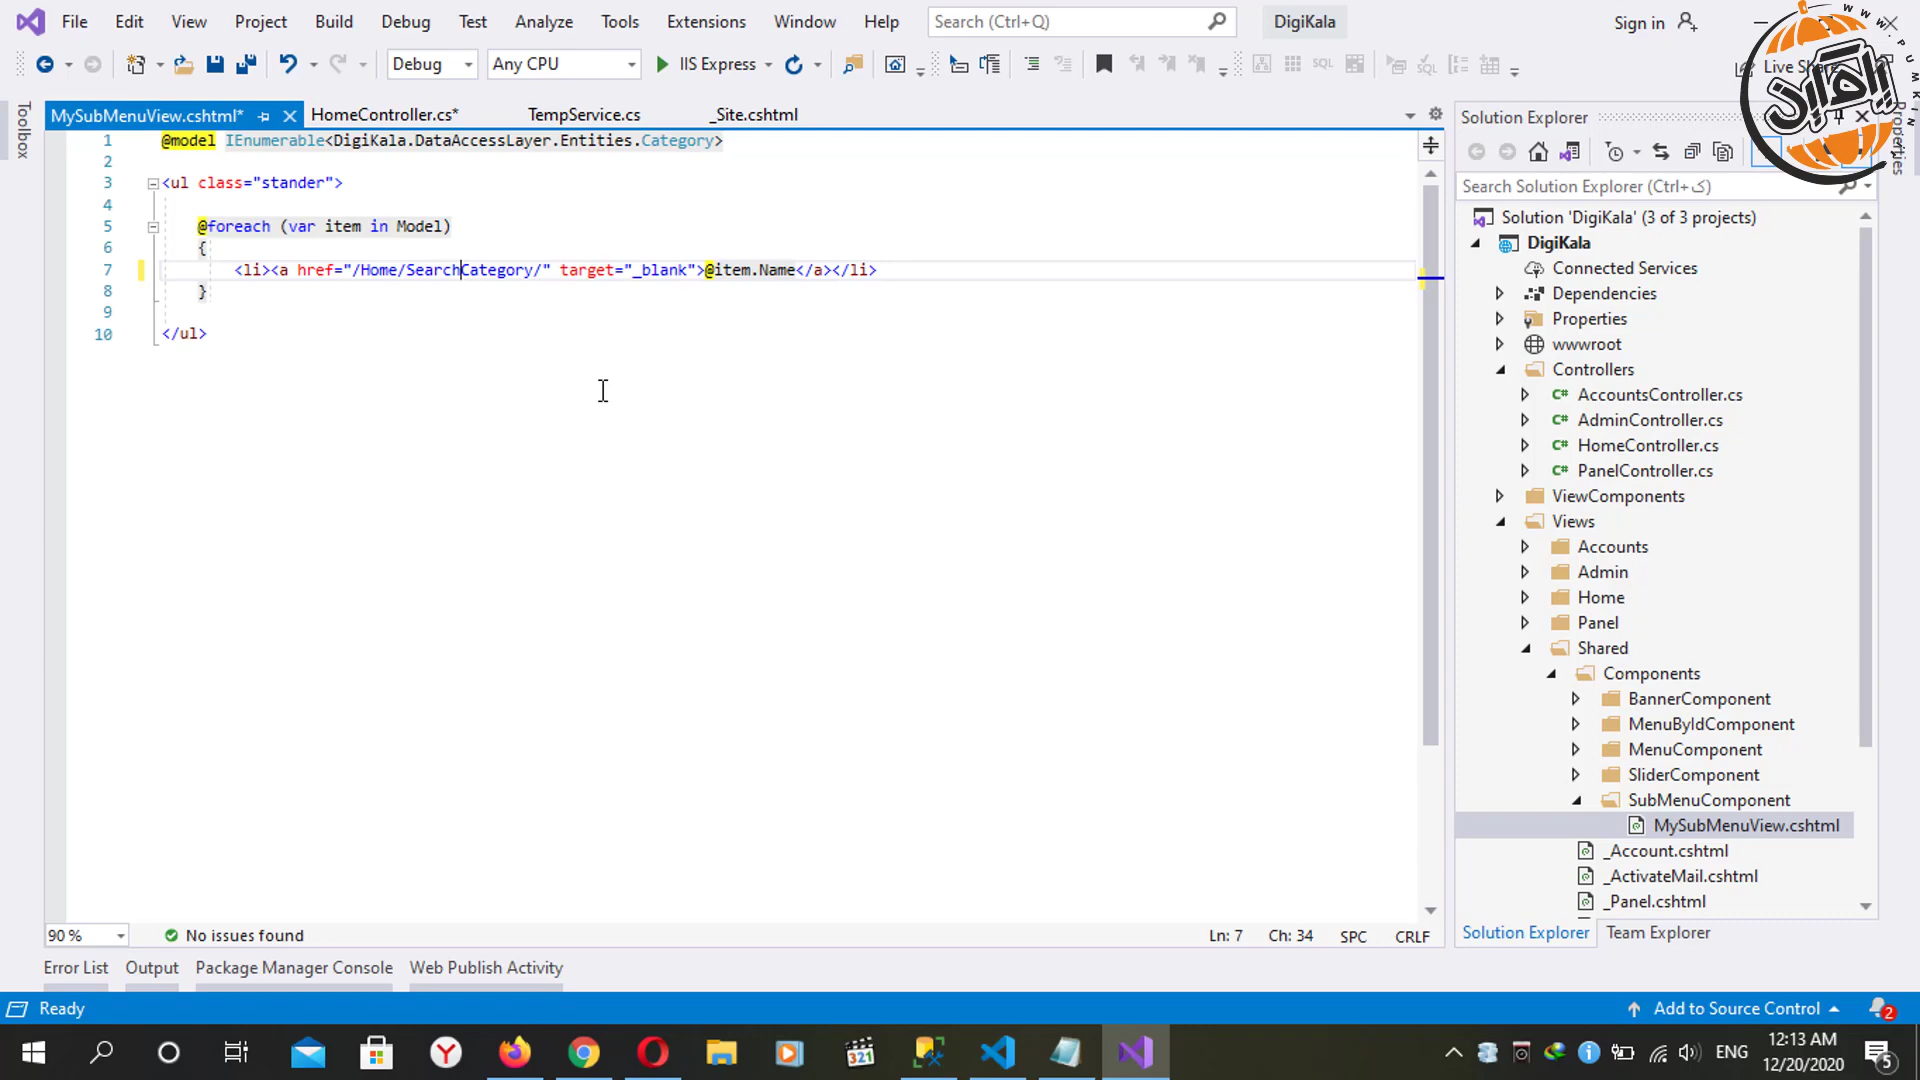 File Edit View Project Build Debug Test Analyze Tools Extensions Window Help Search (Ctrl+Q) DigiKala Sign in
Debug Any CPU IIS Express Live Share
Toolbox
MySubMenuView.cshtml* HomeController.cs* TempService.cs _Site.cshtml
1 @model IEnumerable<DigiKala.DataAccessLayer.Entities.Category>
2
3 <ul class="stander">
4
5 @foreach (var item in Model)
6 {
7 <li><a href="/Home/SearchCategory/" target="_blank">@item.Name</a></li>
8 }
9
10 </ul>
90 % No issues found Ln: 7 Ch: 34 SPC CRLF
Error List Output Package Manager Console Web Publish Activity
Solution Explorer
Properties
Search Solution Explorer (Ctrl+ک)
Solution 'DigiKala' (3 of 3 projects)
DigiKala
Connected Services
Dependencies
Properties
wwwroot
Controllers
AccountsController.cs
AdminController.cs
HomeController.cs
PanelController.cs
ViewComponents
Views
Accounts
Admin
Home
Panel
Shared
Components
BannerComponent
MenuByIdComponent
MenuComponent
SliderComponent
SubMenuComponent
MySubMenuView.cshtml
_Account.cshtml
_ActivateMail.cshtml
_Panel.cshtml
Solution Explorer Team Explorer
Ready Add to Source Control 2
321 ENG 12:13 AM
12/20/2020 5